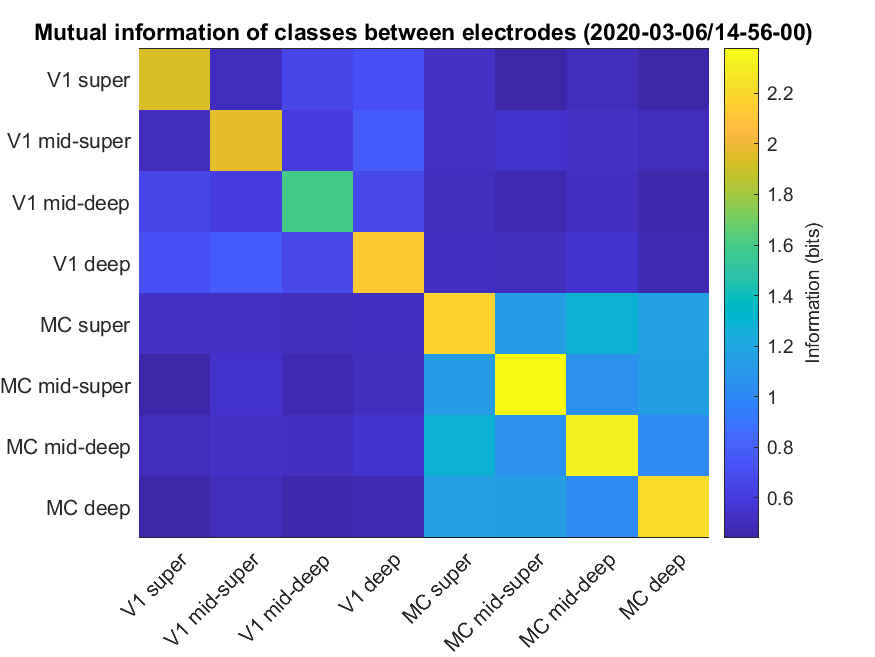 Mutual information of classes between electrodes (2020-03-06/14-56-00)
V1 super
V1 mid-super
V1 mid-deep
V1 deep
MC super
MC mid-super
MC mid-deep
MC deep
V1 super
V1 mid-super
V1 mid-deep
V1 deep
MC super
MC mid-super
MC mid-deep
MC deep
2.2
2
1.8
1.6
1.4
1.2
1
0.8
0.6
Information (bits)